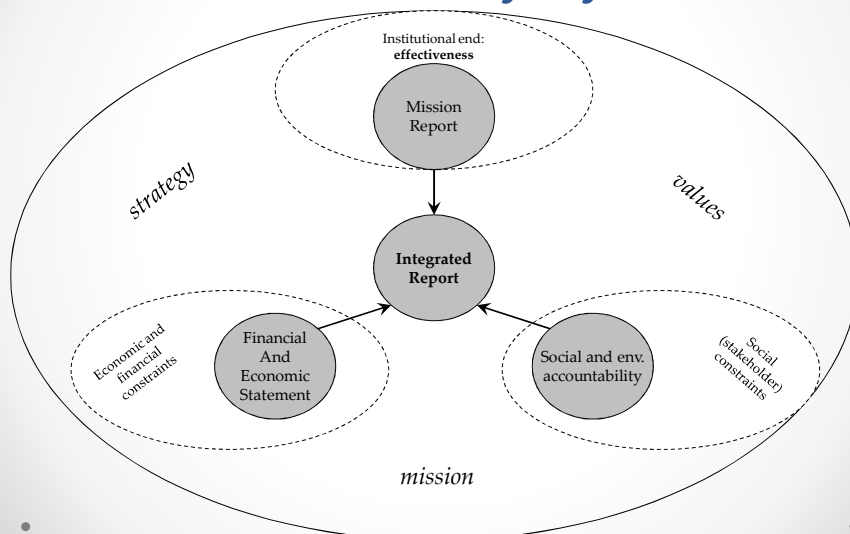 Institutional end:
effectiveness
Mission
Report
strategy
values
Integrated
Report
Economic and
financial
constraints
Financial
And
Economic
Statement
Social and env.
accountability
Social
(stakeholder)
constraints
mission